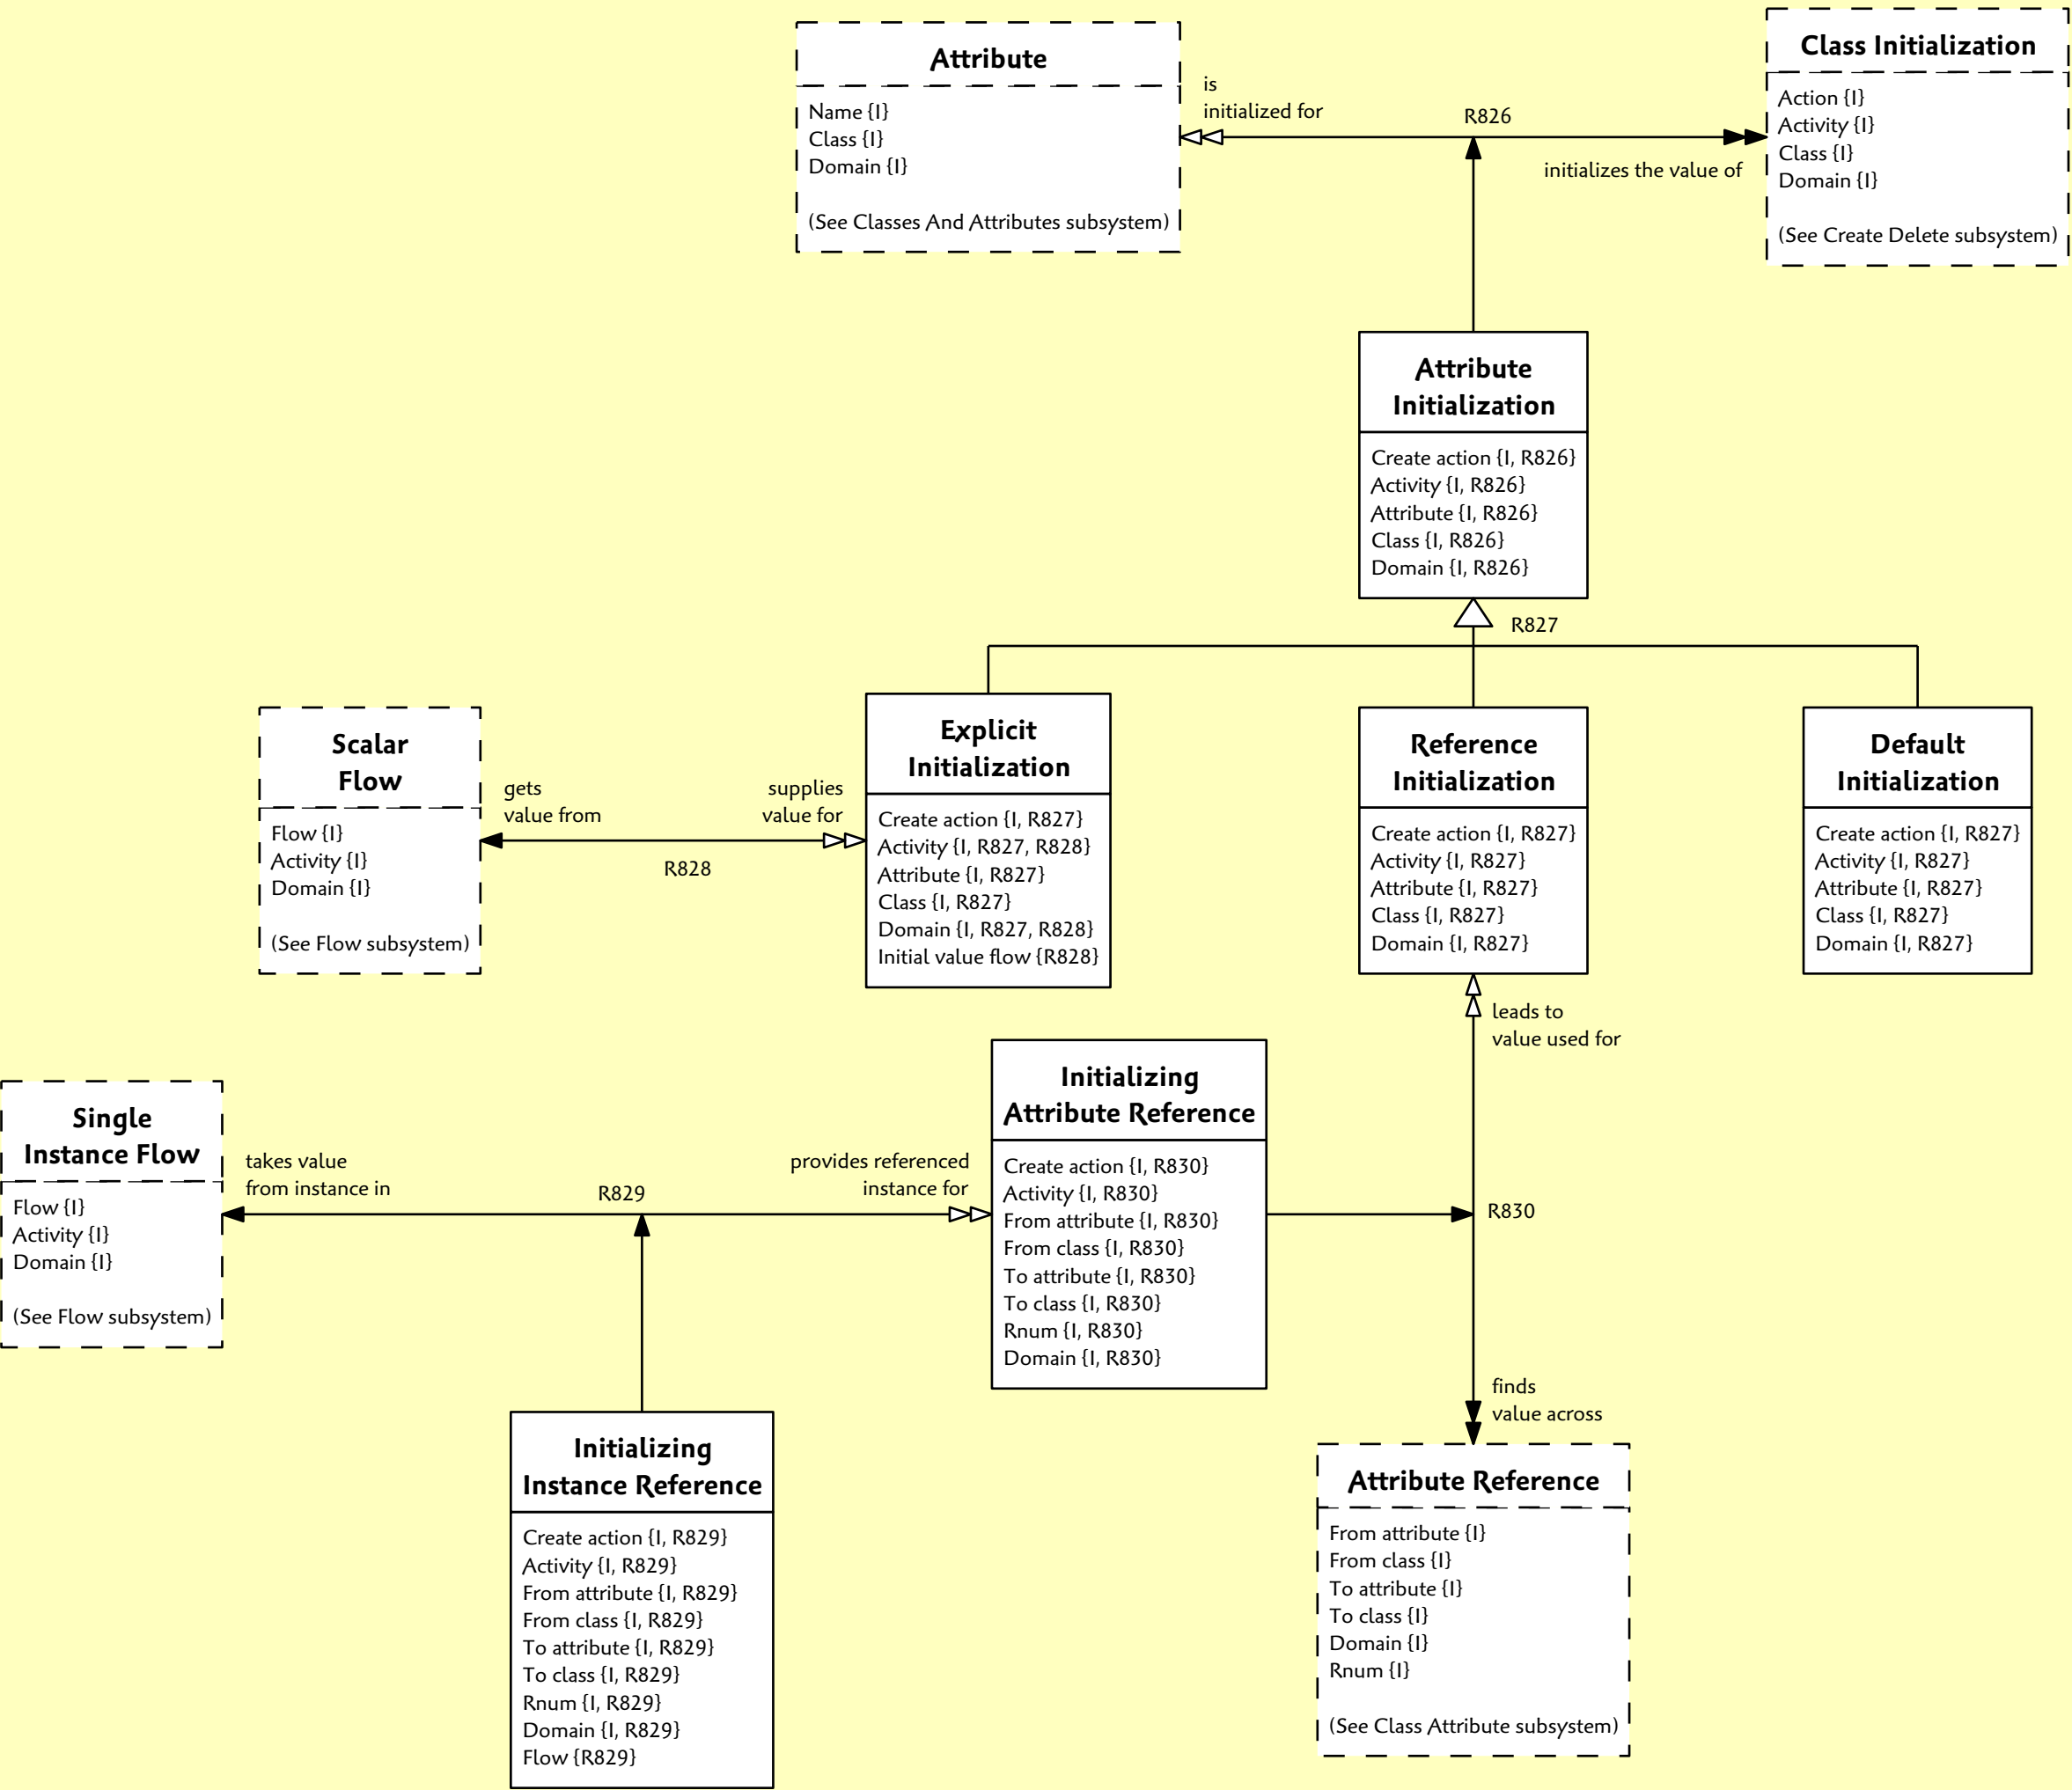 Attribute
Name {I}
Class {I}
Domain {I}
(See Classes And Attributes subsystem)
is
initialized for
R826
initializes the value of
Class Initialization
Action {I}
Activity {I}
Class {I}
Domain {I}
(See Create Delete subsystem)
Attribute
Initialization
Create action {I, R826}
Activity {I, R826}
Attribute {I, R826}
Class {I, R826}
Domain {I, R826}
R827
Scalar
Flow
Flow {I}
Activity {I}
Domain {I}
(See Flow subsystem)
gets
value from
supplies
value for
R828
Explicit
Initialization
Create action {I, R827}
Activity {I, R827, R828}
Attribute {I, R827}
Class {I, R827}
Domain {I, R827, R828}
Initial value flow {R828}
Reference
Initialization
Create action {I, R827}
Activity {I, R827}
Attribute {I, R827}
Class {I, R827}
Domain {I, R827}
Default
Initialization
Create action {I, R827}
Activity {I, R827}
Attribute {I, R827}
Class {I, R827}
Domain {I, R827}
leads to
value used for
Single
Instance Flow
Flow {I}
Activity {I}
Domain {I}
(See Flow subsystem)
takes value
from instance in
R829
provides referenced
instance for
Initializing
Attribute Reference
Create action {I, R830}
Activity {I, R830}
From attribute {I, R830}
From class {I, R830}
To attribute {I, R830}
To class {I, R830}
Rnum {I, R830}
Domain {I, R830}
R830
finds
value across
Initializing
Instance Reference
Create action {I, R829}
Activity {I, R829}
From attribute {I, R829}
From class {I, R829}
To attribute {I, R829}
To class {I, R829}
Rnum {I, R829}
Domain {I, R829}
Flow {R829}
Attribute Reference
From attribute {I}
From class {I}
To attribute {I}
To class {I}
Domain {I}
Rnum {I}
(See Class Attribute subsystem)